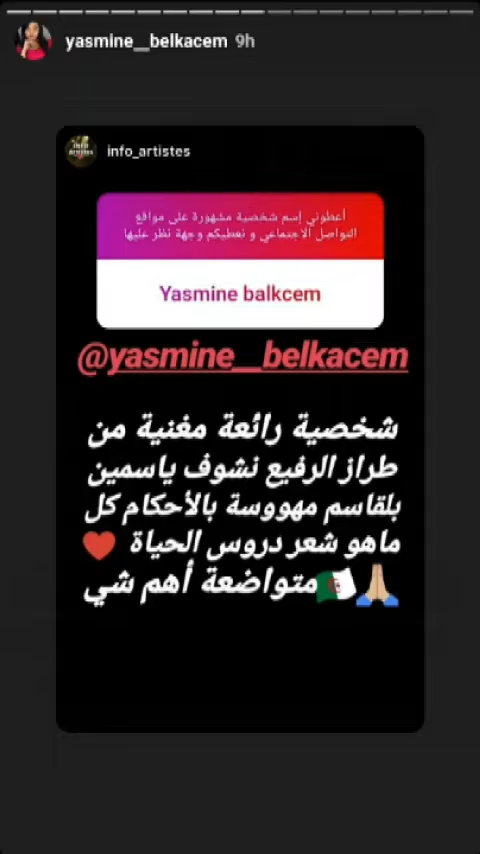 yasmine__belkacem 9h
info_artistes
أعطوني إسم شخصية مشهورة على مواقع
التواصل الاجتماعي و نعطيكم وجهة نظر عليها
Yasmine balkcem
@yasmine__belkacem
شخصية رائعة مغنية من
طراز الرفيع نشوف ياسمين
بلقاسم مهووسة بالأحكام كل
ماهو شعر دروس الحياة ♥
متواضعة أهم شي🇩🇿🙏🏼